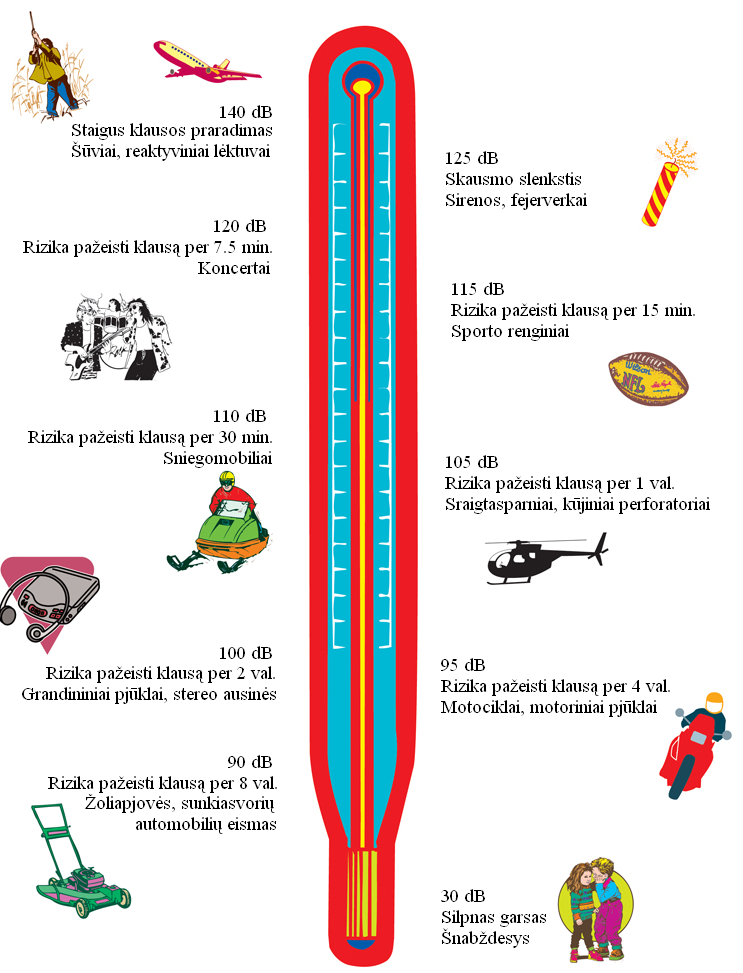 140 dB
Staigus klausos praradimas
Šūviai, reaktyviniai lėktuvai
125 dB
Skausmo slenkstis
Sirenos, fejerverkai
120 dB
Rizika pažeisti klausą per 7.5 min.
Koncertai
115 dB
Rizika pažeisti klausą per 15 min.
Sporto renginiai
Wilson
NFL
110 dB
Rizika pažeisti klausą per 30 min.
Sniegomobiliai
105 dB
Rizika pažeisti klausą per 1 val.
Sraigtasparniai, kūjiniai perforatoriai
100 dB
Rizika pažeisti klausą per 2 val.
Grandininiai pjūklai, stereo ausinės
95 dB
Rizika pažeisti klausą per 4 val.
Motociklai, motoriniai pjūklai
90 dB
Rizika pažeisti klausą per 8 val.
Žoliapjovės, sunkiasvorių
automobilių eismas
30 dB
Silpnas garsas
Šnabždesys